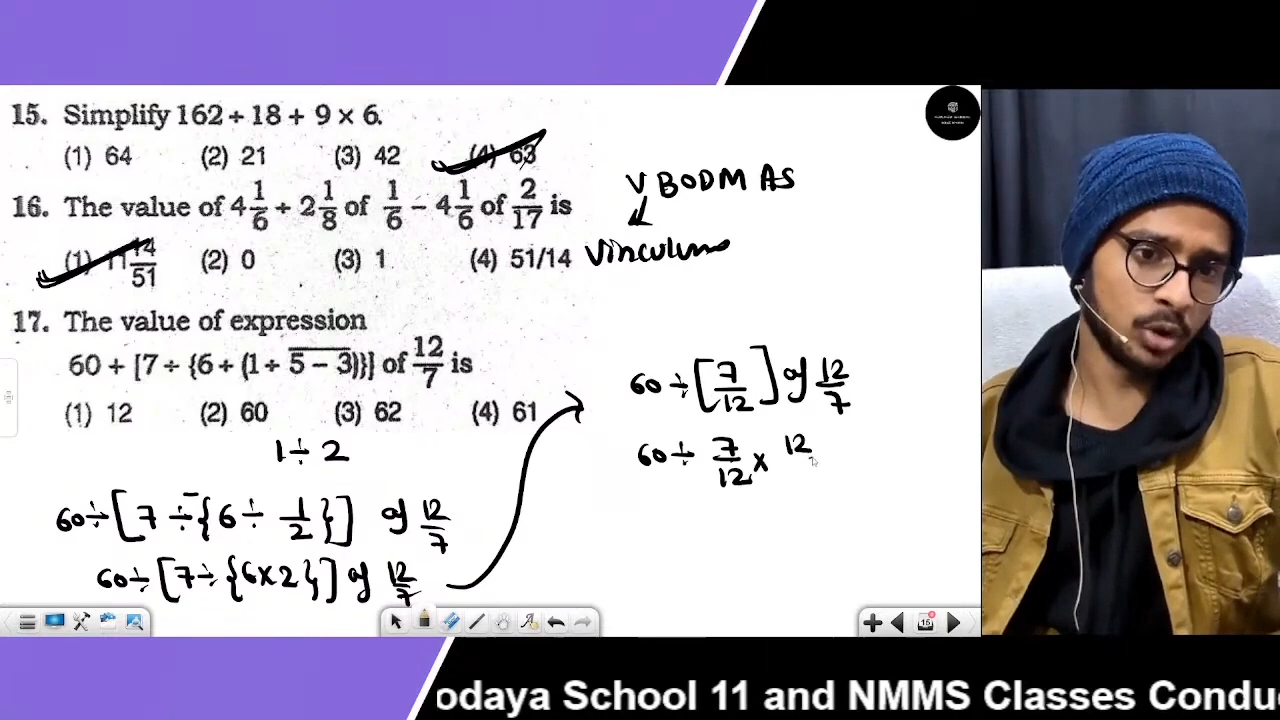 15. Simplify 162 ÷ 18 + 9 × 6.
(1) 64 (2) 21 (3) 42 (4) 63
16. The value of 4 1/6 ÷ 2 1/8 of 1/6 − 4 1/6 of 2/17 is
(1) 11 14/51 (2) 0 (3) 1 (4) 51/14
17. The value of expression
60 ÷ [7 ÷ {6 ÷ (1 ÷ 5 − 3)}] of 12/7 is
(1) 12 (2) 60 (3) 62 (4) 61
1 ÷ 2
60 ÷ [7 ÷ {6 ÷ 1/2}] of 12/7
60 ÷ [7 ÷ {6 × 2}] of 12/7
V BODM AS
Vinculum
60 ÷ [7/12] of 12/7
60 ÷ 7/12 × 12
15
odaya School 11 and NMMS Classes Condu